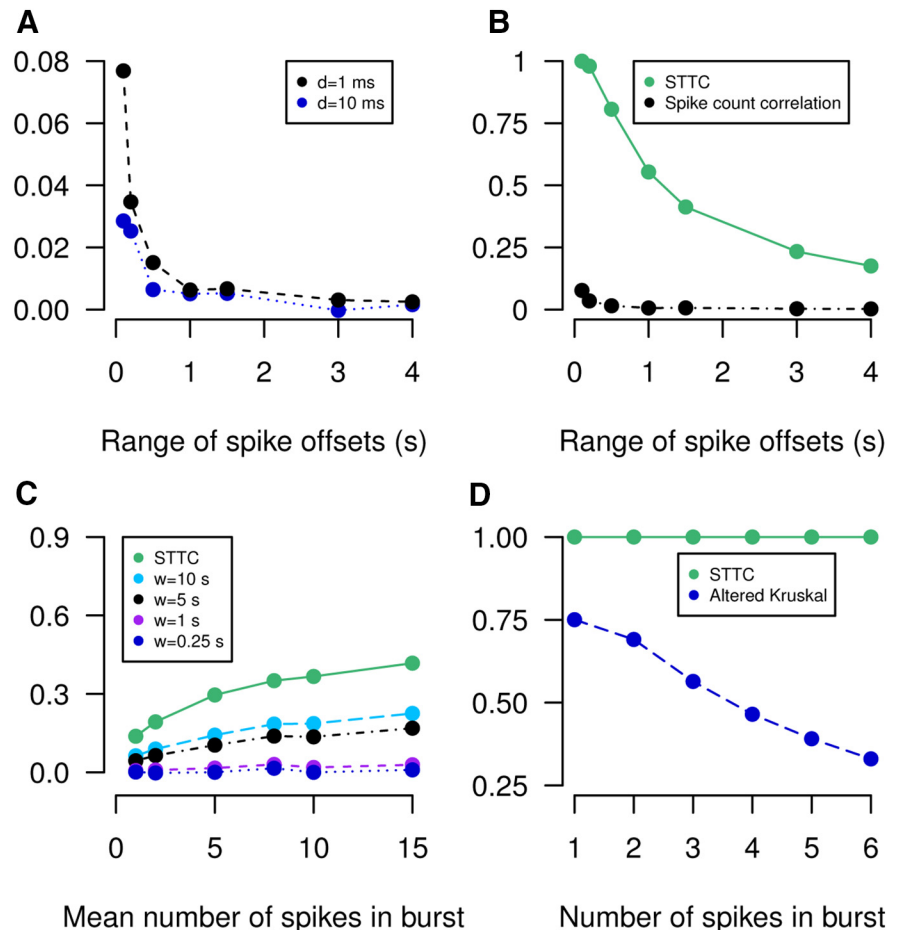 A
0.08
0.06
0.04
0.02
0.00
d=1 ms
d=10 ms
0 1 2 3 4
Range of spike offsets (s)
B
1
0.75
0.5
0.25
0
STTC
Spike count correlation
0 1 3 4
Range of spike offsets (s)
C
0.9
0.6
0.3
0.0
STTC
w=10 s
w=5 s
w=1 s
w=0.25 s
0 5 10 15
Mean number of spikes in burst
D
1.00
0.75
0.50
0.25
STTC
Altered Kruskal
1 2 3 4 5 6
Number of spikes in burst